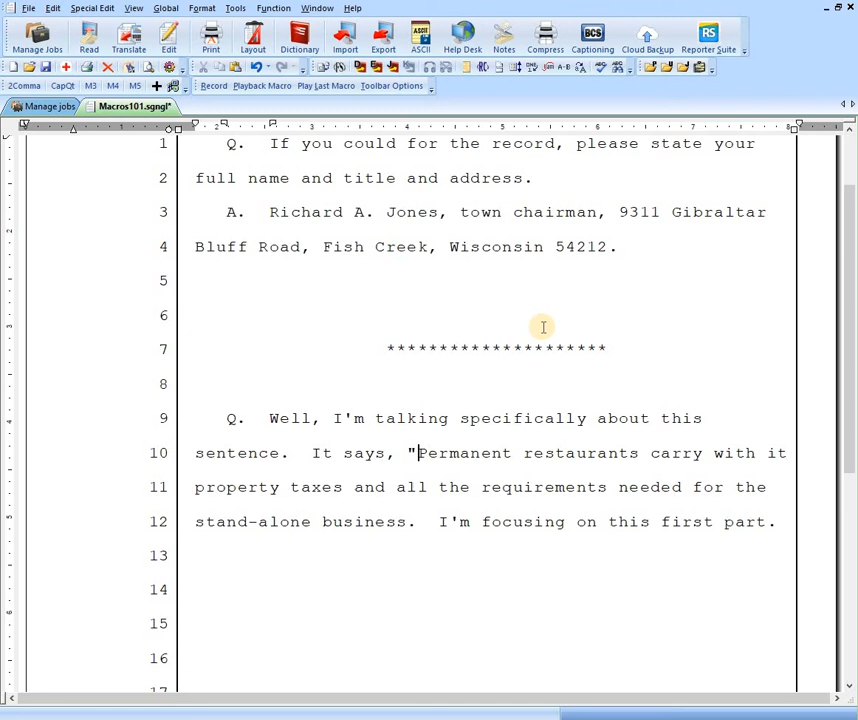 File Edit Special Edit View Global Format Tools Function Window Help
Manage Jobs Read Translate Edit Print Layout Dictionary Import Export ASCII Help Desk Notes Compress Captioning Cloud Backup Reporter Suite
2Comma CapQt M3 M4 M5 Record Playback Macro Play Last Macro Toolbar Options
Manage jobs Macros101.sgngl*
1 Q. If you could for the record, please state your
2 full name and title and address.
3 A. Richard A. Jones, town chairman, 9311 Gibraltar
4 Bluff Road, Fish Creek, Wisconsin 54212.
5
6
7 *********************
8
9 Q. Well, I'm talking specifically about this
10 sentence. It says, "Permanent restaurants carry with it
11 property taxes and all the requirements needed for the
12 stand-alone business. I'm focusing on this first part.
13
14
15
16
17